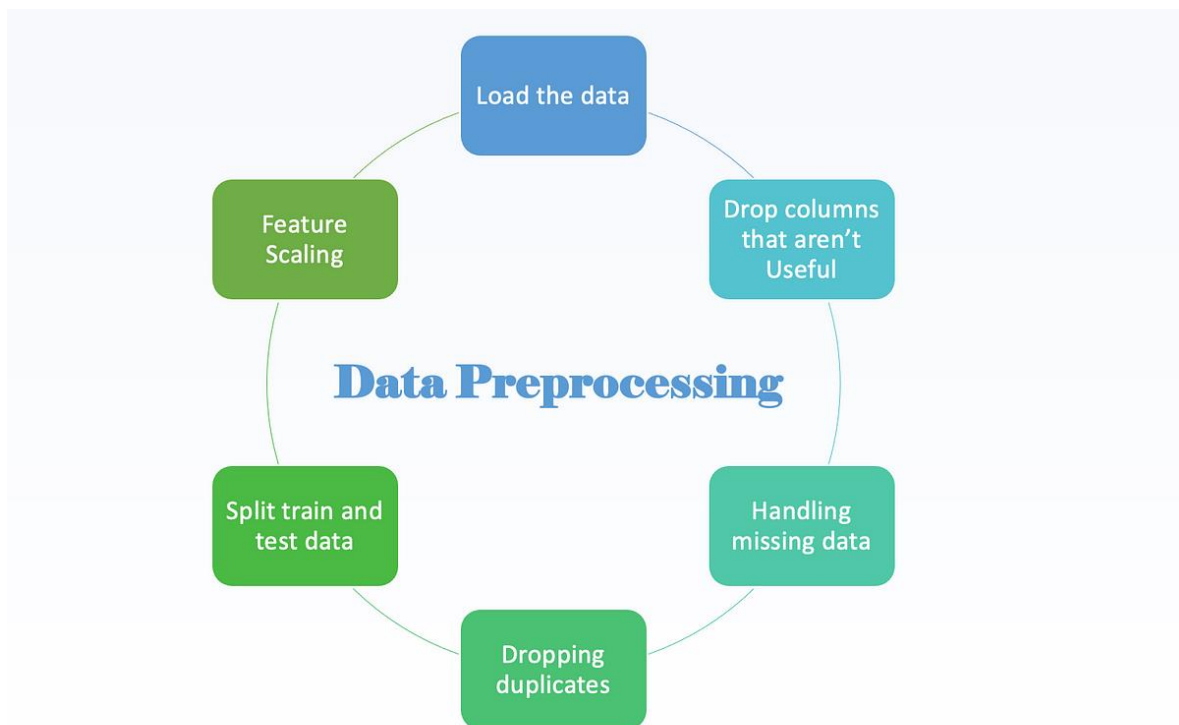 Load the data
Drop columns
that aren’t
Useful
Handling
missing data
Dropping
duplicates
Split train and
test data
Feature
Scaling
Data Preprocessing